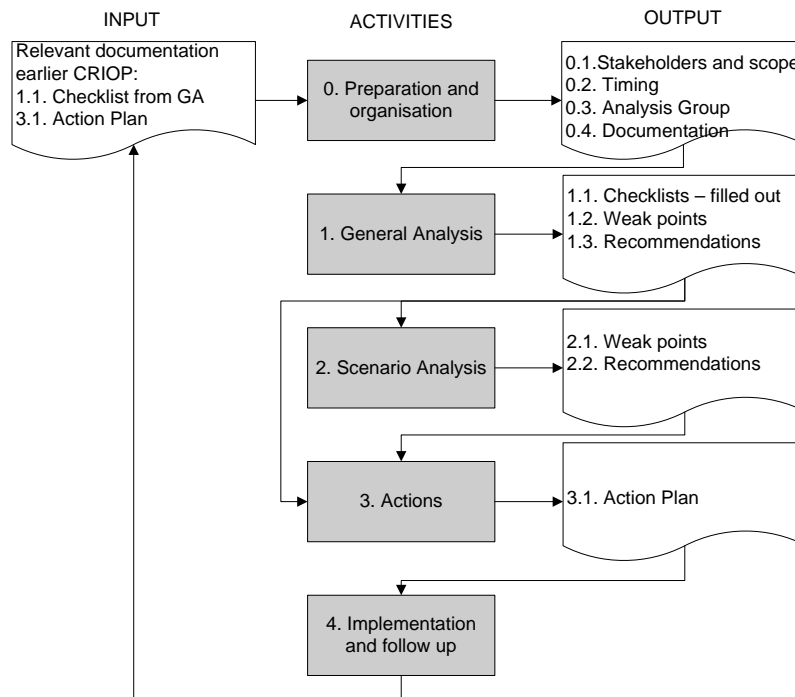 INPUT
ACTIVITIES
OUTPUT
Relevant documentation
earlier CRIOP:
1.1. Checklist from GA
3.1. Action Plan
0. Preparation and
organisation
0.1.Stakeholders and scope
0.2. Timing
0.3. Analysis Group
0.4. Documentation
1. General Analysis
1.1. Checklists – filled out
1.2. Weak points
1.3. Recommendations
2. Scenario Analysis
2.1. Weak points
2.2. Recommendations
3. Actions
3.1. Action Plan
4. Implementation
and follow up